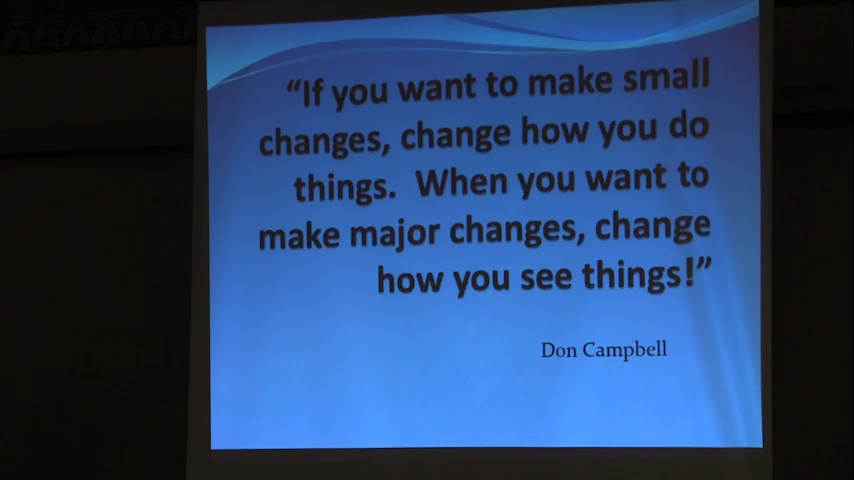 “If you want to make small
changes, change how you do
things.  When you want to
make major changes, change
how you see things!”
Don Campbell